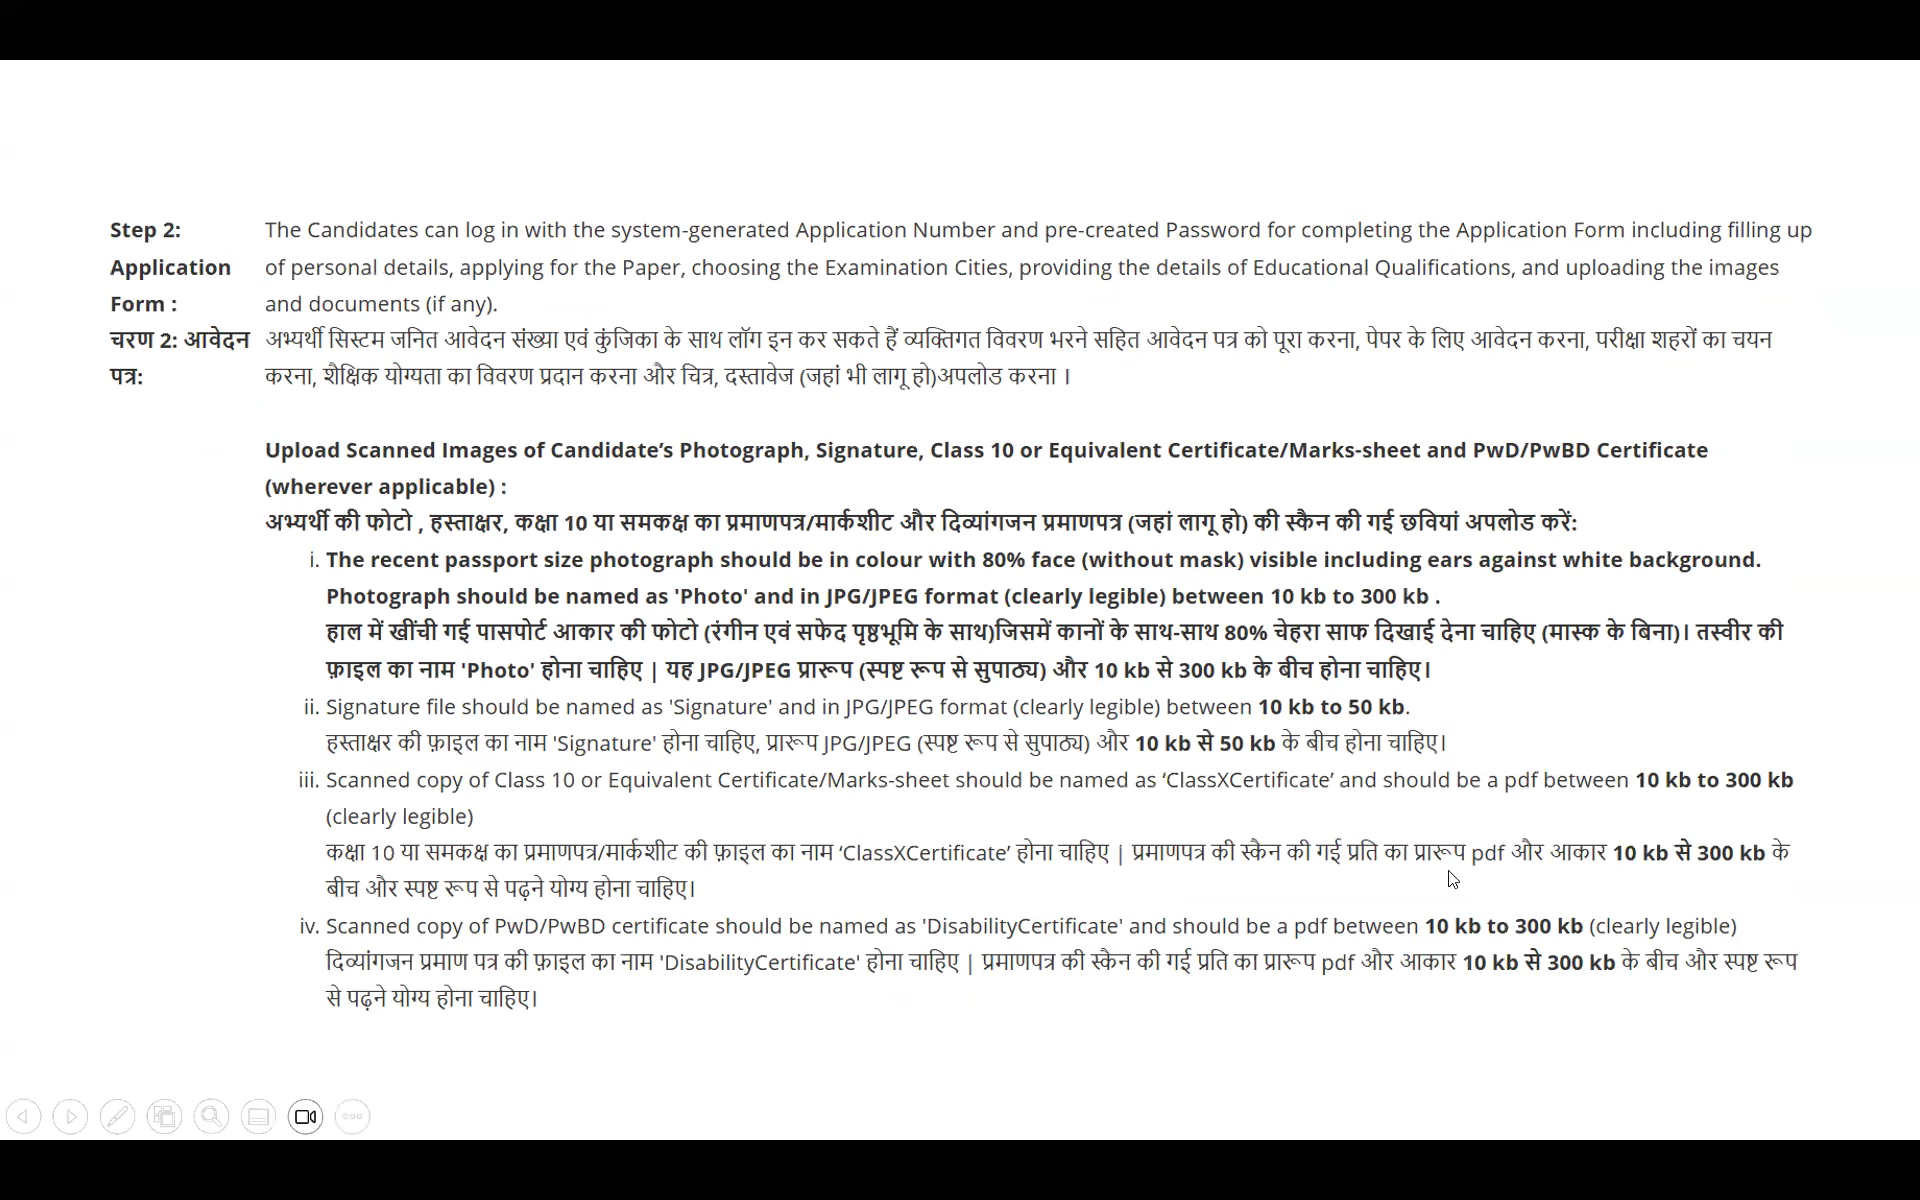 Step 2:
Application
Form :
चरण 2: आवेदन
पत्र:
The Candidates can log in with the system-generated Application Number and pre-created Password for completing the Application Form including filling up
of personal details, applying for the Paper, choosing the Examination Cities, providing the details of Educational Qualifications, and uploading the images
and documents (if any).
अभ्यर्थी सिस्टम जनित आवेदन संख्या एवं कुंजिका के साथ लॉग इन कर सकते हैं व्यक्तिगत विवरण भरने सहित आवेदन पत्र को पूरा करना, पेपर के लिए आवेदन करना, परीक्षा शहरों का चयन
करना, शैक्षिक योग्यता का विवरण प्रदान करना और चित्र, दस्तावेज (जहां भी लागू हो)अपलोड करना ।
Upload Scanned Images of Candidate’s Photograph, Signature, Class 10 or Equivalent Certificate/Marks-sheet and PwD/PwBD Certificate
(wherever applicable) :
अभ्यर्थी की फोटो , हस्ताक्षर, कक्षा 10 या समकक्ष का प्रमाणपत्र/मार्कशीट और दिव्यांगजन प्रमाणपत्र (जहां लागू हो) की स्कैन की गई छवियां अपलोड करें:
i. The recent passport size photograph should be in colour with 80% face (without mask) visible including ears against white background.
Photograph should be named as 'Photo' and in JPG/JPEG format (clearly legible) between 10 kb to 300 kb .
हाल में खींची गई पासपोर्ट आकार की फोटो (रंगीन एवं सफेद पृष्ठभूमि के साथ)जिसमें कानों के साथ-साथ 80% चेहरा साफ दिखाई देना चाहिए (मास्क के बिना)। तस्वीर की
फ़ाइल का नाम 'Photo' होना चाहिए | यह JPG/JPEG प्रारूप (स्पष्ट रूप से सुपाठ्य) और 10 kb से 300 kb के बीच होना चाहिए।
ii. Signature file should be named as 'Signature' and in JPG/JPEG format (clearly legible) between 10 kb to 50 kb.
हस्ताक्षर की फ़ाइल का नाम 'Signature' होना चाहिए, प्रारूप JPG/JPEG (स्पष्ट रूप से सुपाठ्य) और 10 kb से 50 kb के बीच होना चाहिए।
iii. Scanned copy of Class 10 or Equivalent Certificate/Marks-sheet should be named as ‘ClassXCertificate’ and should be a pdf between 10 kb to 300 kb
(clearly legible)
कक्षा 10 या समकक्ष का प्रमाणपत्र/मार्कशीट की फ़ाइल का नाम ‘ClassXCertificate’ होना चाहिए | प्रमाणपत्र की स्कैन की गई प्रति का प्रारूप pdf और आकार 10 kb से 300 kb के
बीच और स्पष्ट रूप से पढ़ने योग्य होना चाहिए।
iv. Scanned copy of PwD/PwBD certificate should be named as 'DisabilityCertificate' and should be a pdf between 10 kb to 300 kb (clearly legible)
दिव्यांगजन प्रमाण पत्र की फ़ाइल का नाम 'DisabilityCertificate' होना चाहिए | प्रमाणपत्र की स्कैन की गई प्रति का प्रारूप pdf और आकार 10 kb से 300 kb के बीच और स्पष्ट रूप
से पढ़ने योग्य होना चाहिए।